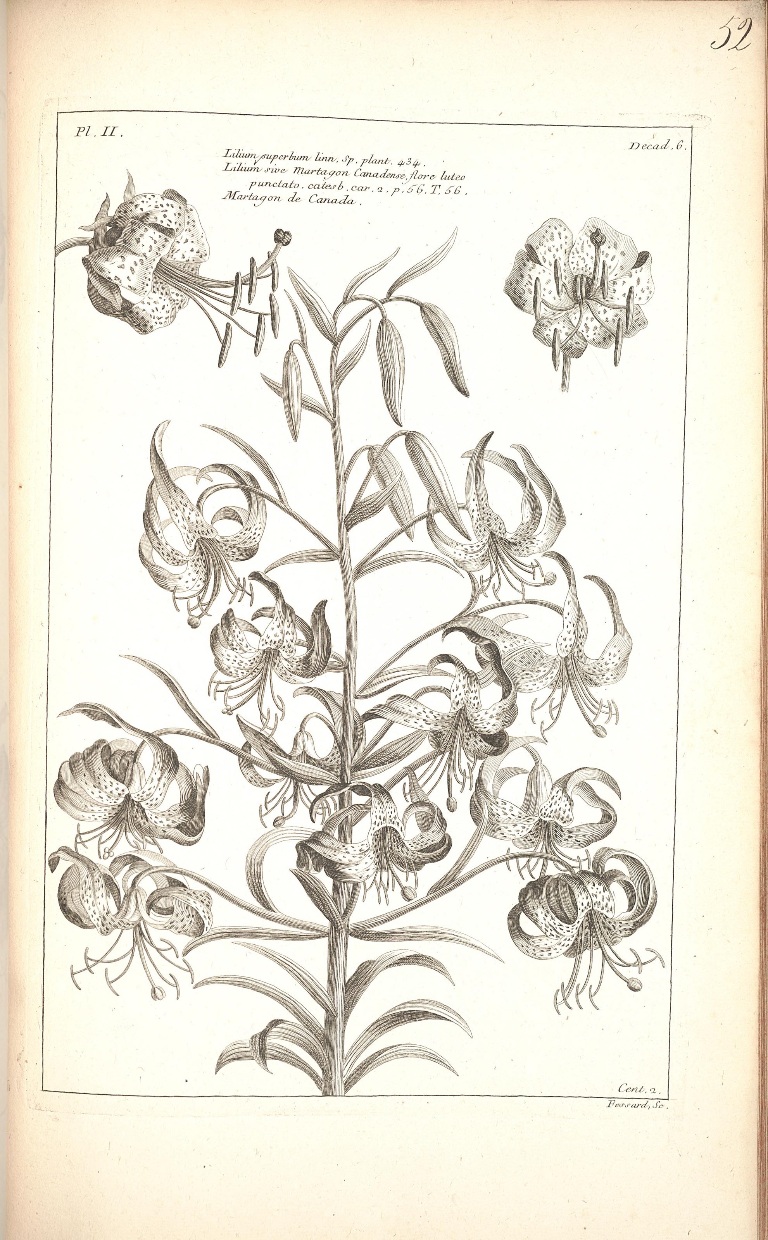 52
Pl. II.
Decad. 6.
Lilium superbum linn. Sp. plant. 434.
Lilium sive Martagon Canadense, flore luteo
punctato. catesb. car. 2. p. 56. T. 56.
Martagon de Canada.
Cent. 2.
Fessard, Sc.